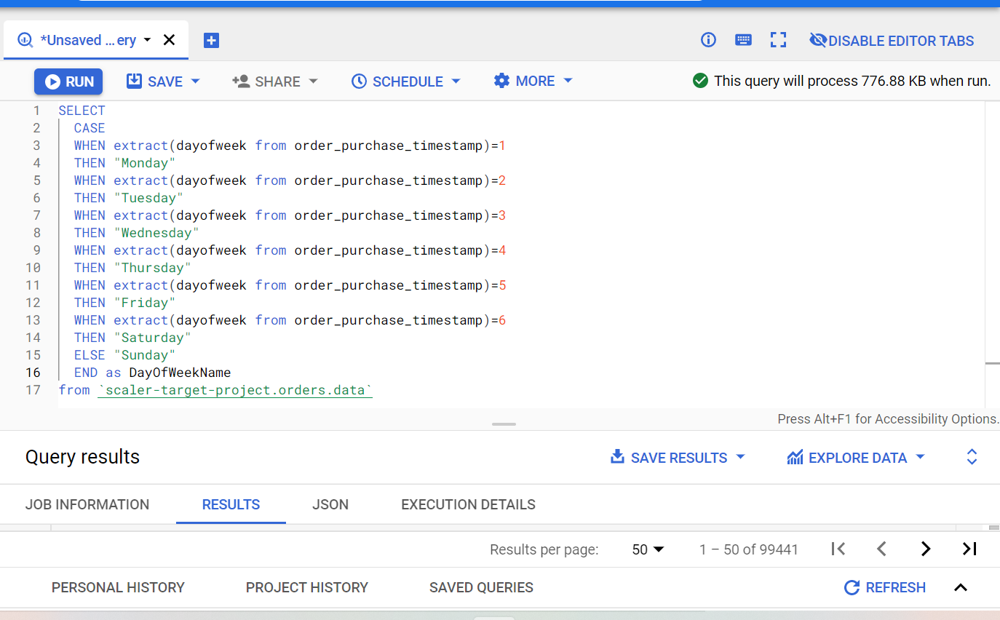 *Unsaved ... ery
DISABLE EDITOR TABS
RUN
SAVE
SHARE
SCHEDULE
MORE
This query will process 776.88 KB when run.
1 SELECT
2 CASE
3 WHEN extract(dayofweek from order_purchase_timestamp)=1
4 THEN "Monday"
5 WHEN extract(dayofweek from order_purchase_timestamp)=2
6 THEN "Tuesday"
7 WHEN extract(dayofweek from order_purchase_timestamp)=3
8 THEN "Wednesday"
9 WHEN extract(dayofweek from order_purchase_timestamp)=4
10 THEN "Thursday"
11 WHEN extract(dayofweek from order_purchase_timestamp)=5
12 THEN "Friday"
13 WHEN extract(dayofweek from order_purchase_timestamp)=6
14 THEN "Saturday"
15 ELSE "Sunday"
16 END as DayOfWeekName
17 from `scaler-target-project.orders.data`
Press Alt+F1 for Accessibility Options.
Query results
SAVE RESULTS
EXPLORE DATA
JOB INFORMATION
RESULTS
JSON
EXECUTION DETAILS
Results per page:
50
1 – 50 of 99441
PERSONAL HISTORY
PROJECT HISTORY
SAVED QUERIES
REFRESH